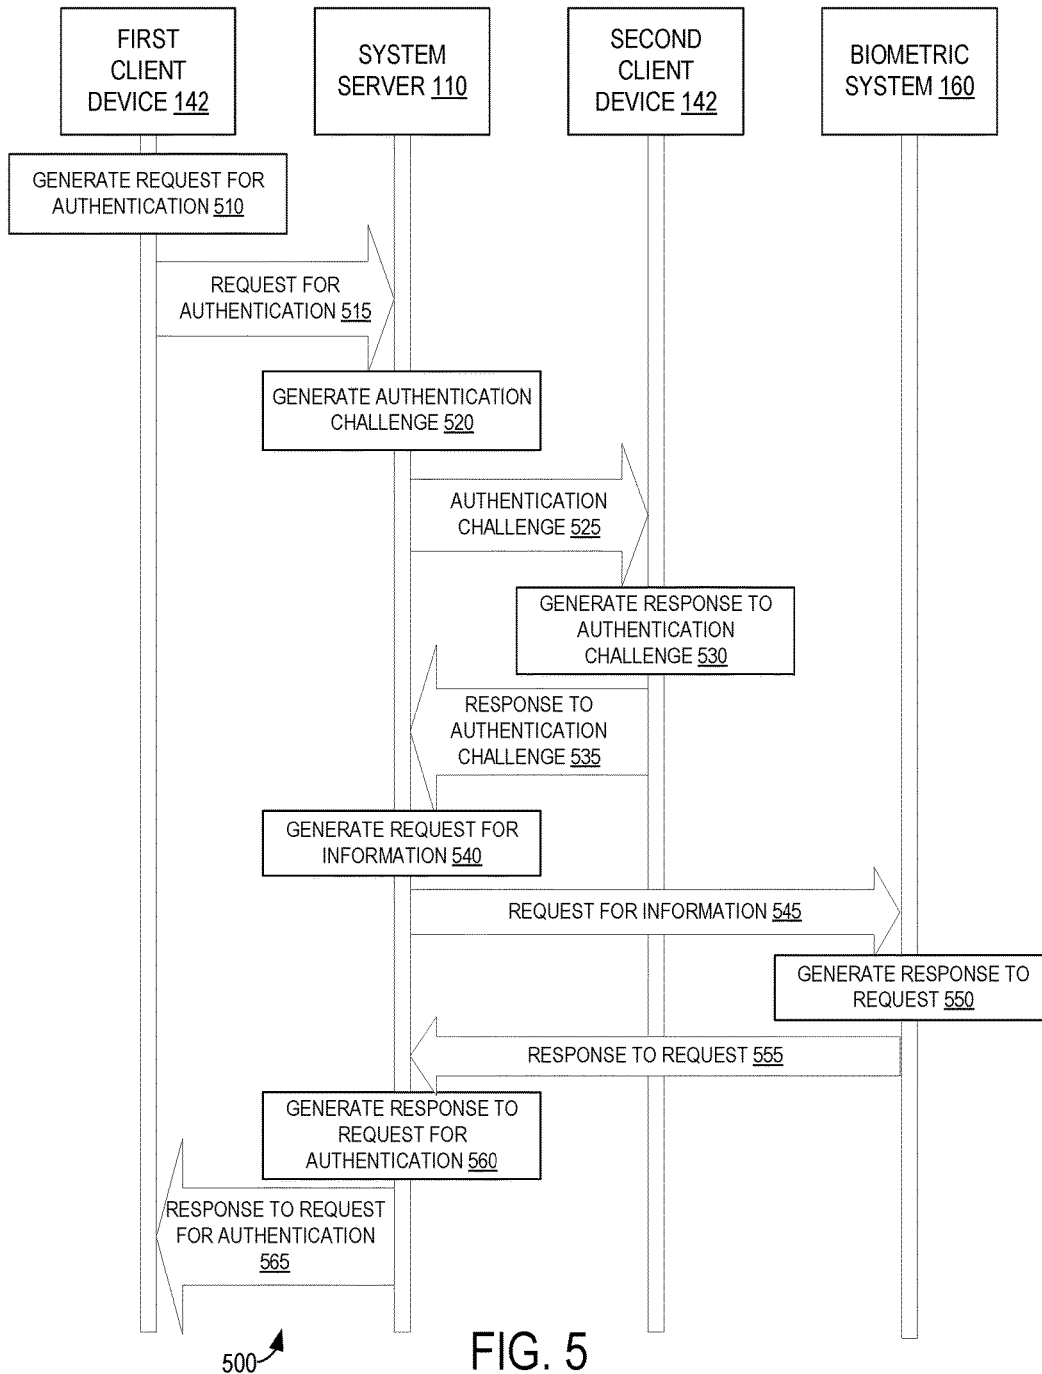 FIRST
CLIENT
DEVICE 142
SYSTEM
SERVER 110
SECOND
CLIENT
DEVICE 142
BIOMETRIC
SYSTEM 160
GENERATE REQUEST FOR
AUTHENTICATION 510
REQUEST FOR
AUTHENTICATION 515
GENERATE AUTHENTICATION
CHALLENGE 520
AUTHENTICATION
CHALLENGE 525
GENERATE RESPONSE TO
AUTHENTICATION
CHALLENGE 530
RESPONSE TO
AUTHENTICATION
CHALLENGE 535
GENERATE REQUEST FOR
INFORMATION 540
REQUEST FOR INFORMATION 545
GENERATE RESPONSE TO
REQUEST 550
RESPONSE TO REQUEST 555
GENERATE RESPONSE TO
REQUEST FOR
AUTHENTICATION 560
RESPONSE TO REQUEST
FOR AUTHENTICATION
565
500
FIG. 5